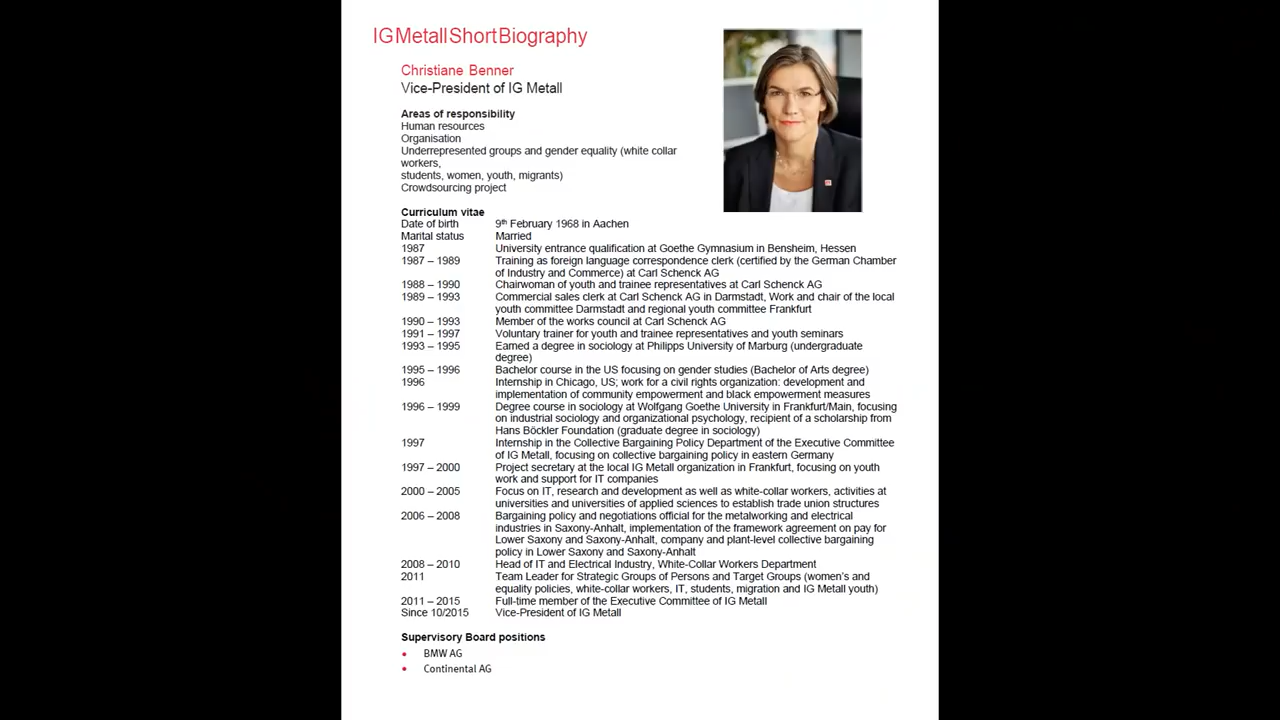 IGMetallShortBiography
Christiane Benner
Vice-President of IG Metall
Areas of responsibility
Human resources
Organisation
Underrepresented groups and gender equality (white collar
workers,
students, women, youth, migrants)
Crowdsourcing project
Curriculum vitae
Date of birth 9th February 1968 in Aachen
Marital status Married
1987 University entrance qualification at Goethe Gymnasium in Bensheim, Hessen
1987 – 1989 Training as foreign language correspondence clerk (certified by the German Chamber
of Industry and Commerce) at Carl Schenck AG
1988 – 1990 Chairwoman of youth and trainee representatives at Carl Schenck AG
1989 – 1993 Commercial sales clerk at Carl Schenck AG in Darmstadt, Work and chair of the local
youth committee Darmstadt and regional youth committee Frankfurt
1990 – 1993 Member of the works council at Carl Schenck AG
1991 – 1997 Voluntary trainer for youth and trainee representatives and youth seminars
1993 – 1995 Earned a degree in sociology at Philipps University of Marburg (undergraduate
degree)
1995 – 1996 Bachelor course in the US focusing on gender studies (Bachelor of Arts degree)
1996 Internship in Chicago, US; work for a civil rights organization: development and
implementation of community empowerment and black empowerment measures
1996 – 1999 Degree course in sociology at Wolfgang Goethe University in Frankfurt/Main, focusing
on industrial sociology and organizational psychology, recipient of a scholarship from
Hans Böckler Foundation (graduate degree in sociology)
1997 Internship in the Collective Bargaining Policy Department of the Executive Committee
of IG Metall, focusing on collective bargaining policy in eastern Germany
1997 – 2000 Project secretary at the local IG Metall organization in Frankfurt, focusing on youth
work and support for IT companies
2000 – 2005 Focus on IT, research and development as well as white-collar workers, activities at
universities and universities of applied sciences to establish trade union structures
2006 – 2008 Bargaining policy and negotiations official for the metalworking and electrical
industries in Saxony-Anhalt, implementation of the framework agreement on pay for
Lower Saxony and Saxony-Anhalt, company and plant-level collective bargaining
policy in Lower Saxony and Saxony-Anhalt
2008 – 2010 Head of IT and Electrical Industry, White-Collar Workers Department
2011 Team Leader for Strategic Groups of Persons and Target Groups (women's and
equality policies, white-collar workers, IT, students, migration and IG Metall youth)
2011 – 2015 Full-time member of the Executive Committee of IG Metall
Since 10/2015 Vice-President of IG Metall
Supervisory Board positions
• BMW AG
• Continental AG